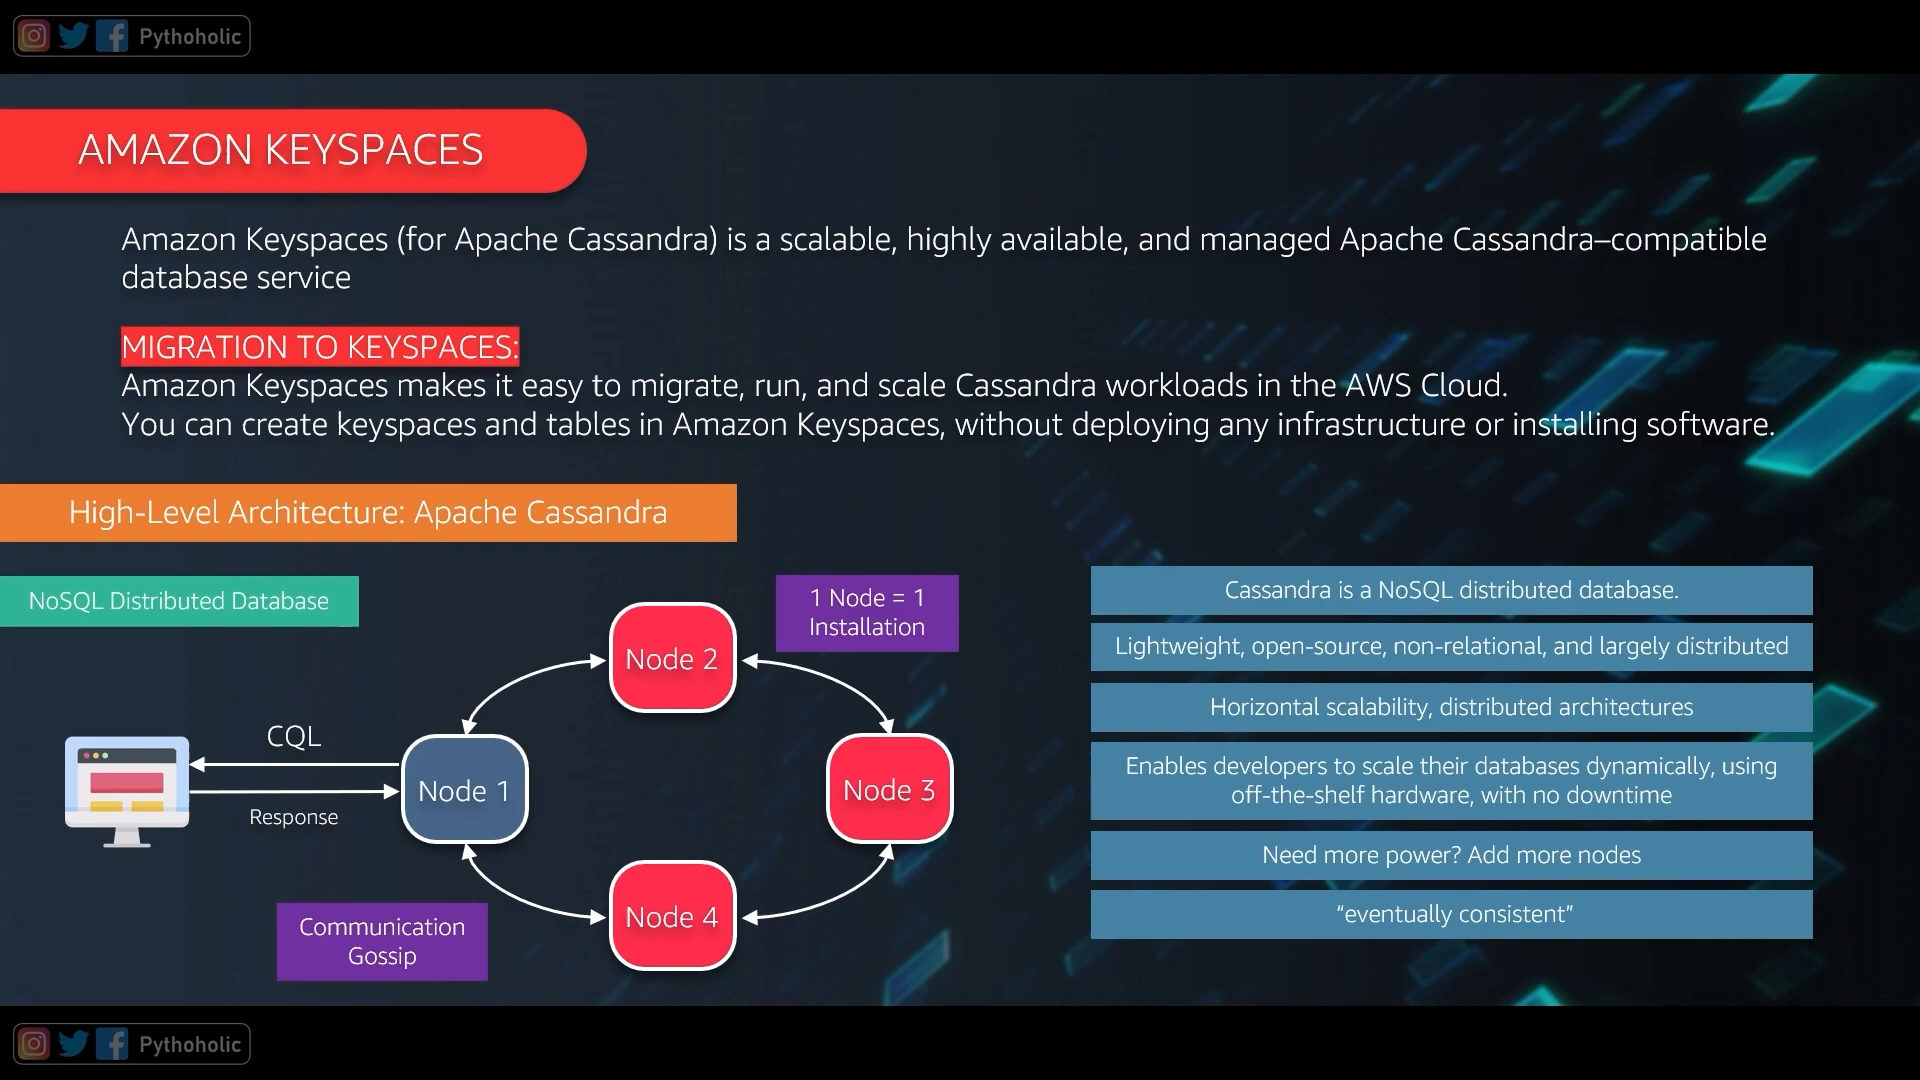 Pythoholic
AMAZON KEYSPACES
Amazon Keyspaces (for Apache Cassandra) is a scalable, highly available, and managed Apache Cassandra–compatible
database service
MIGRATION TO KEYSPACES:
Amazon Keyspaces makes it easy to migrate, run, and scale Cassandra workloads in the AWS Cloud.
You can create keyspaces and tables in Amazon Keyspaces, without deploying any infrastructure or installing software.
High-Level Architecture: Apache Cassandra
NoSQL Distributed Database
1 Node = 1
Installation
Node 2
CQL
Response
Node 1
Node 3
Node 4
Communication
Gossip
Cassandra is a NoSQL distributed database.
Lightweight, open-source, non-relational, and largely distributed
Horizontal scalability, distributed architectures
Enables developers to scale their databases dynamically, using
off-the-shelf hardware, with no downtime
Need more power? Add more nodes
“eventually consistent”
Pythoholic